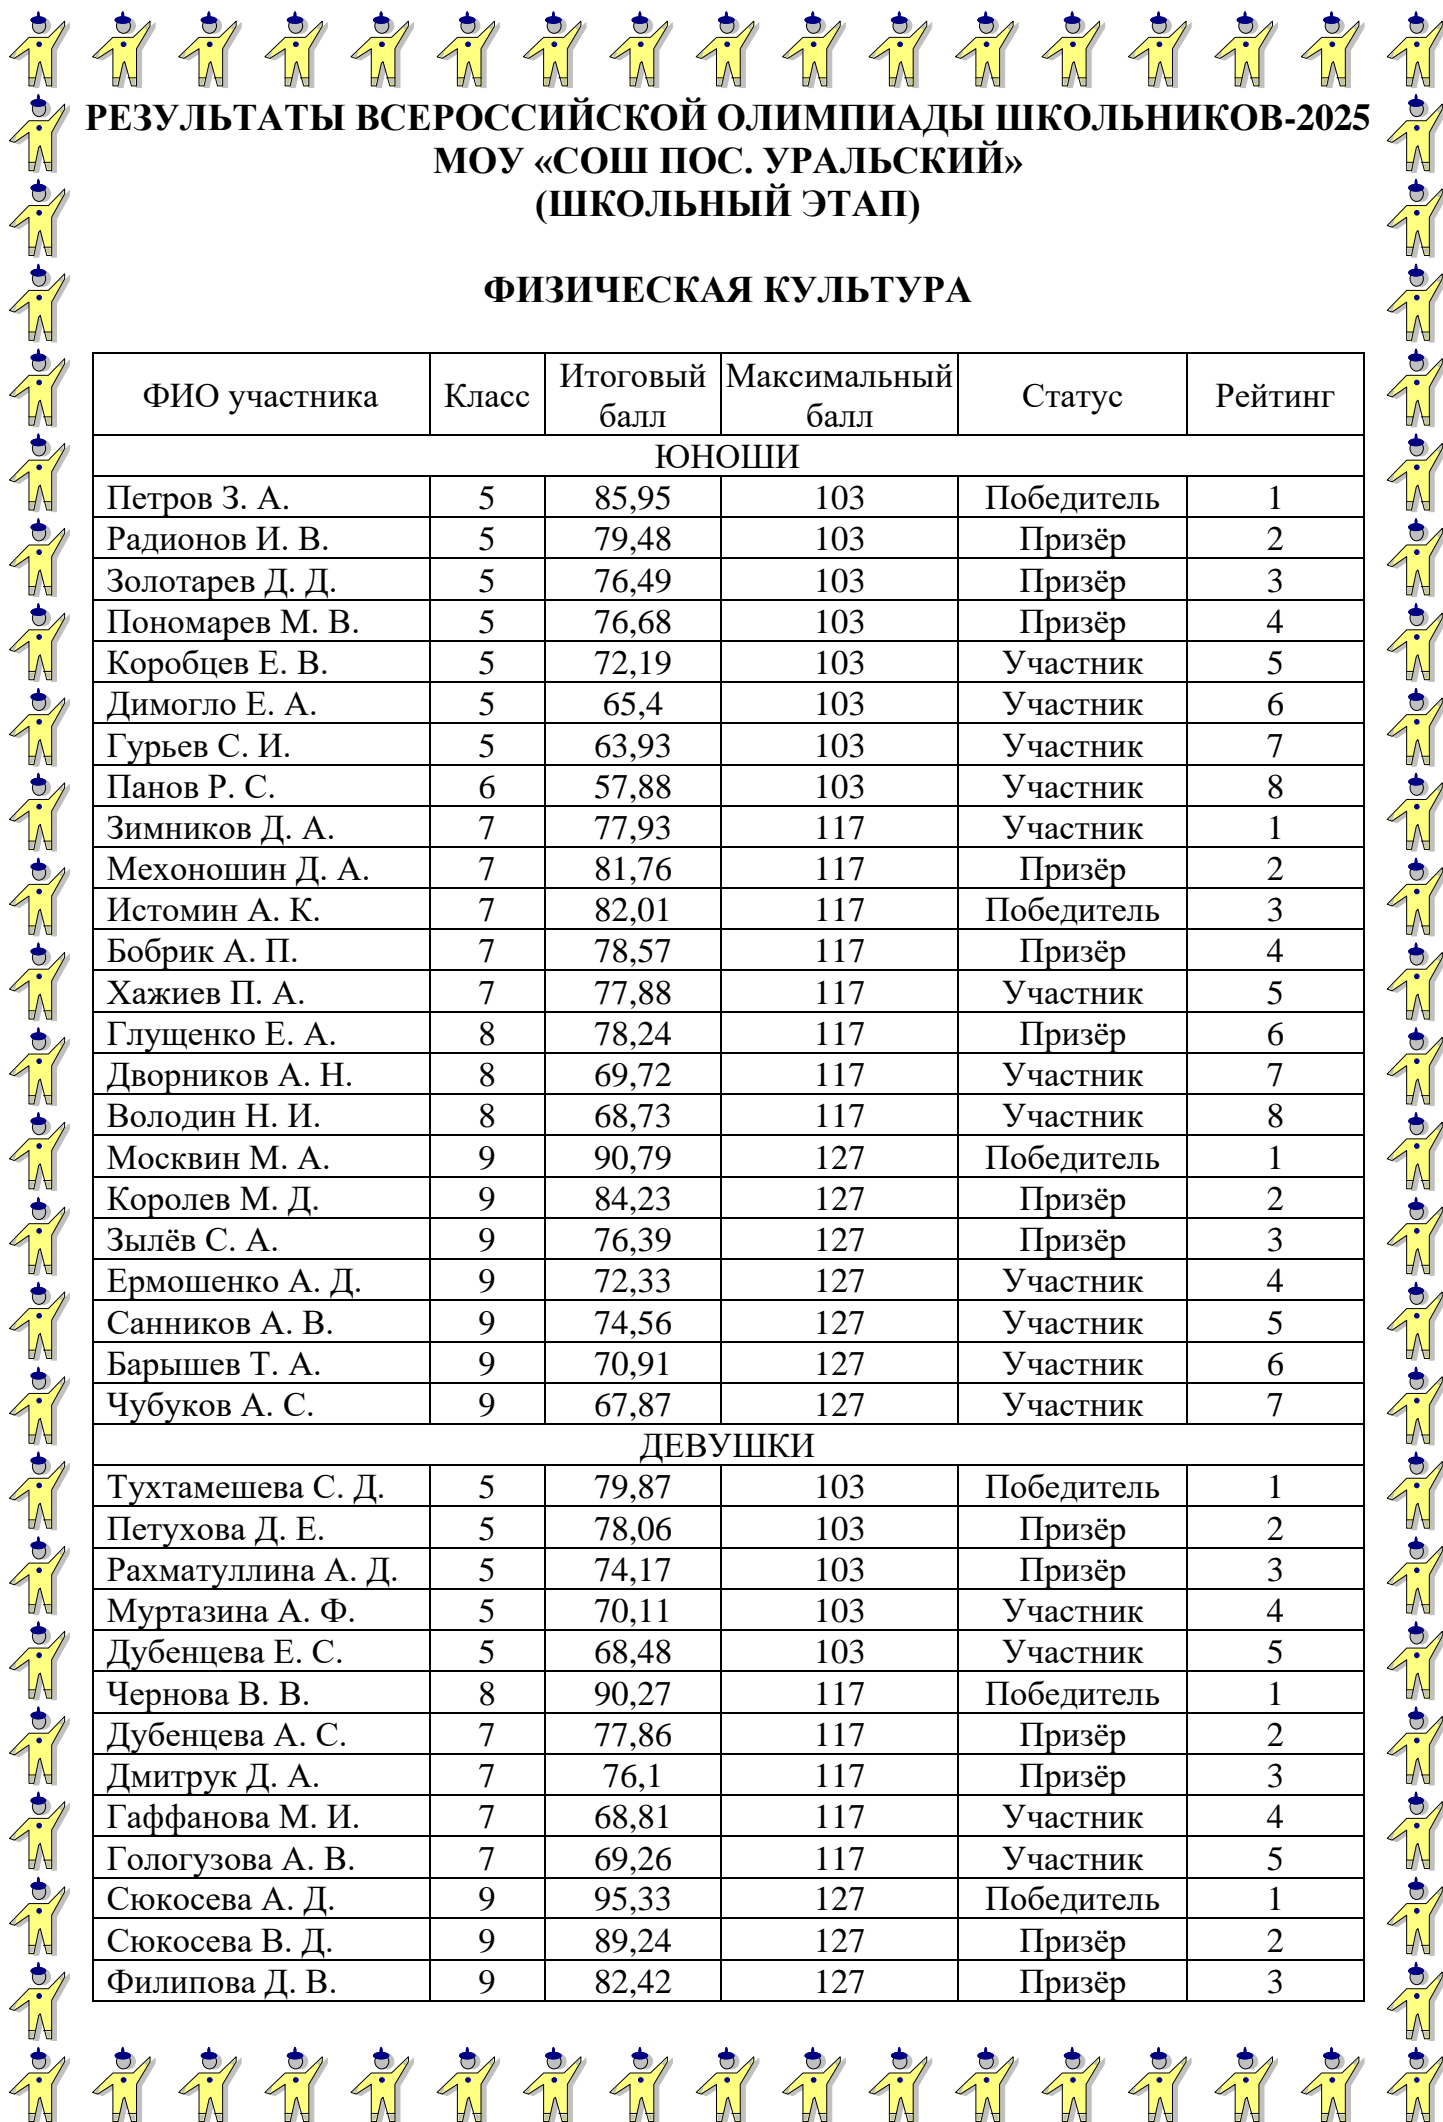 РЕЗУЛЬТАТЫ ВСЕРОССИЙСКОЙ ОЛИМПИАДЫ ШКОЛЬНИКОВ-2025
МОУ «СОШ ПОС. УРАЛЬСКИЙ»
(ШКОЛЬНЫЙ ЭТАП)
ФИЗИЧЕСКАЯ КУЛЬТУРА
ФИО участника Класс Итоговый балл Максимальный балл Статус Рейтинг
ЮНОШИ
Петров З. А. 5 85,95 103 Победитель 1
Радионов И. В. 5 79,48 103 Призёр 2
Золотарев Д. Д. 5 76,49 103 Призёр 3
Пономарев М. В. 5 76,68 103 Призёр 4
Коробцев Е. В. 5 72,19 103 Участник 5
Димогло Е. А. 5 65,4 103 Участник 6
Гурьев С. И. 5 63,93 103 Участник 7
Панов Р. С. 6 57,88 103 Участник 8
Зимников Д. А. 7 77,93 117 Участник 1
Мехоношин Д. А. 7 81,76 117 Призёр 2
Истомин А. К. 7 82,01 117 Победитель 3
Бобрик А. П. 7 78,57 117 Призёр 4
Хажиев П. А. 7 77,88 117 Участник 5
Глущенко Е. А. 8 78,24 117 Призёр 6
Дворников А. Н. 8 69,72 117 Участник 7
Володин Н. И. 8 68,73 117 Участник 8
Москвин М. А. 9 90,79 127 Победитель 1
Королев М. Д. 9 84,23 127 Призёр 2
Зылёв С. А. 9 76,39 127 Призёр 3
Ермошенко А. Д. 9 72,33 127 Участник 4
Санников А. В. 9 74,56 127 Участник 5
Барышев Т. А. 9 70,91 127 Участник 6
Чубуков А. С. 9 67,87 127 Участник 7
ДЕВУШКИ
Тухтамешева С. Д. 5 79,87 103 Победитель 1
Петухова Д. Е. 5 78,06 103 Призёр 2
Рахматуллина А. Д. 5 74,17 103 Призёр 3
Муртазина А. Ф. 5 70,11 103 Участник 4
Дубенцева Е. С. 5 68,48 103 Участник 5
Чернова В. В. 8 90,27 117 Победитель 1
Дубенцева А. С. 7 77,86 117 Призёр 2
Дмитрук Д. А. 7 76,1 117 Призёр 3
Гаффанова М. И. 7 68,81 117 Участник 4
Гологузова А. В. 7 69,26 117 Участник 5
Сюкосева А. Д. 9 95,33 127 Победитель 1
Сюкосева В. Д. 9 89,24 127 Призёр 2
Филипова Д. В. 9 82,42 127 Призёр 3